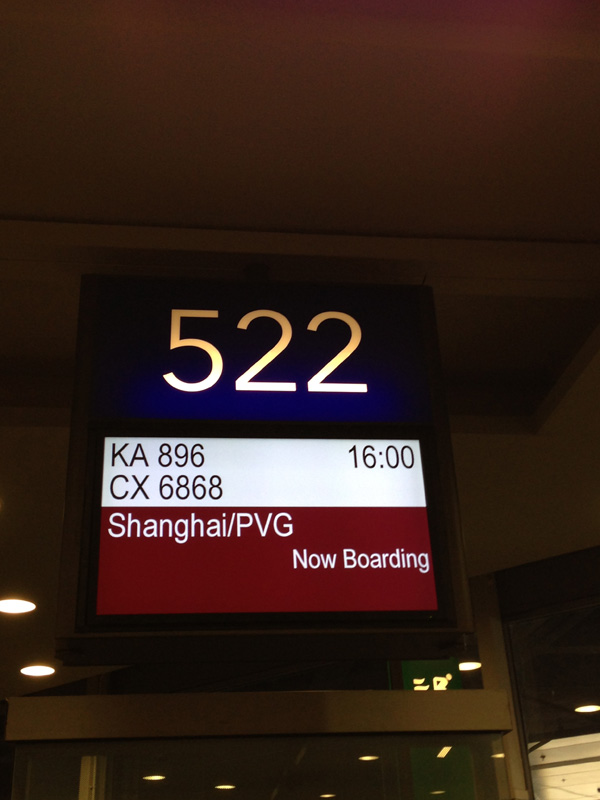 522
KA 896 16:00
CX 6868
Shanghai/PVG
Now Boarding